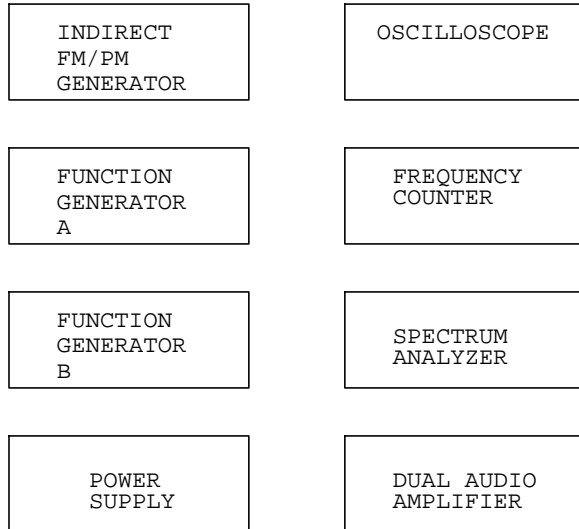 INDIRECT
FM/PM
GENERATOR
OSCILLOSCOPE
FUNCTION
GENERATOR
A
FREQUENCY
COUNTER
FUNCTION
GENERATOR
B
SPECTRUM
ANALYZER
POWER
SUPPLY
DUAL AUDIO
AMPLIFIER